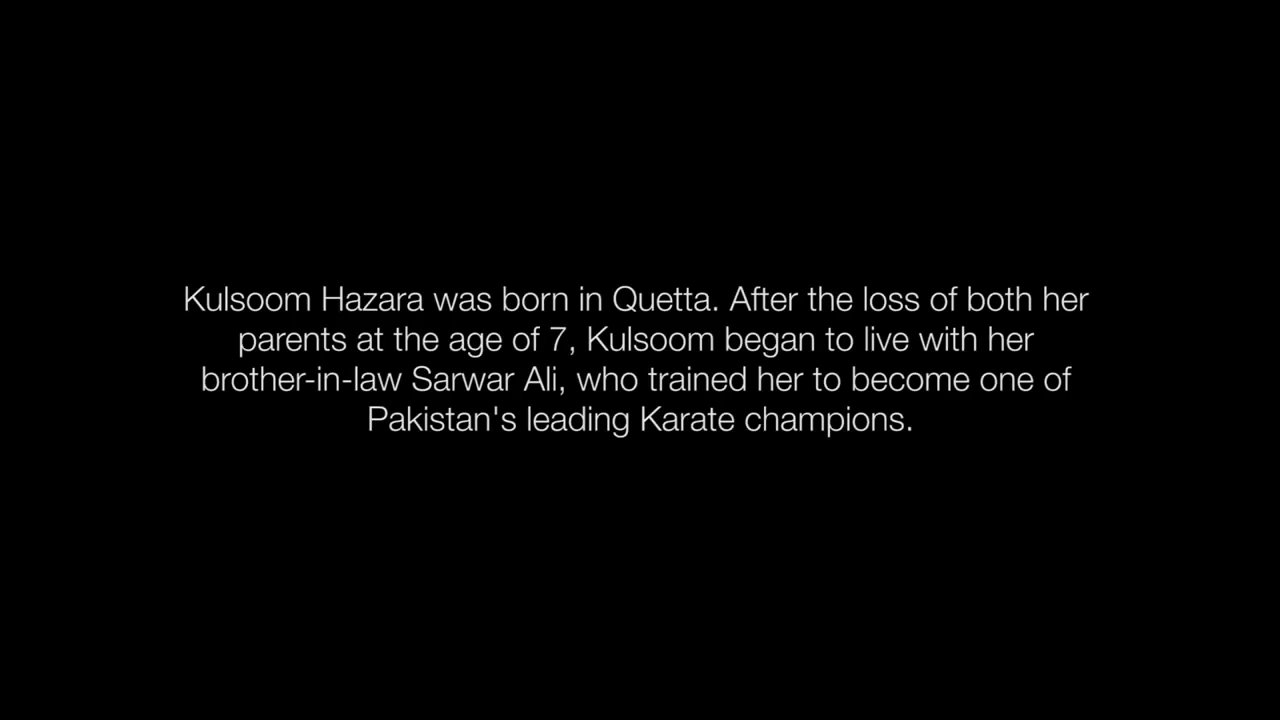 Kulsoom Hazara was born in Quetta. After the loss of both her
parents at the age of 7, Kulsoom began to live with her
brother-in-law Sarwar Ali, who trained her to become one of
Pakistan's leading Karate champions.